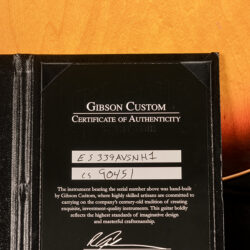 GIBSON CUSTOM
CERTIFICATE OF AUTHENTICITY
ES339AVSNH1
CS 90451
The instrument bearing the serial number above was hand-built
by Gibson Custom, where highly skilled artisans are committed to
carrying on the company's century-old tradition of creating
exquisite, investment-quality instruments. This guitar boldly
reflects the highest standards of imaginative design
and masterful craftsmanship.